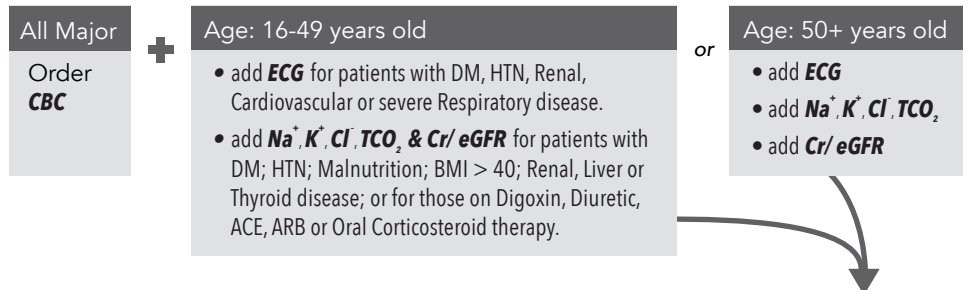 All Major
Order
CBC
Age: 16-49 years old
• add ECG for patients with DM, HTN, Renal,
Cardiovascular or severe Respiratory disease.
• add Na⁺, K⁺, Cl⁻, TCO₂ & Cr/ eGFR for patients with
DM; HTN; Malnutrition; BMI > 40; Renal, Liver or
Thyroid disease; or for those on Digoxin, Diuretic,
ACE, ARB or Oral Corticosteroid therapy.
or
Age: 50+ years old
• add ECG
• add Na⁺, K⁺, Cl⁻, TCO₂
• add Cr/ eGFR